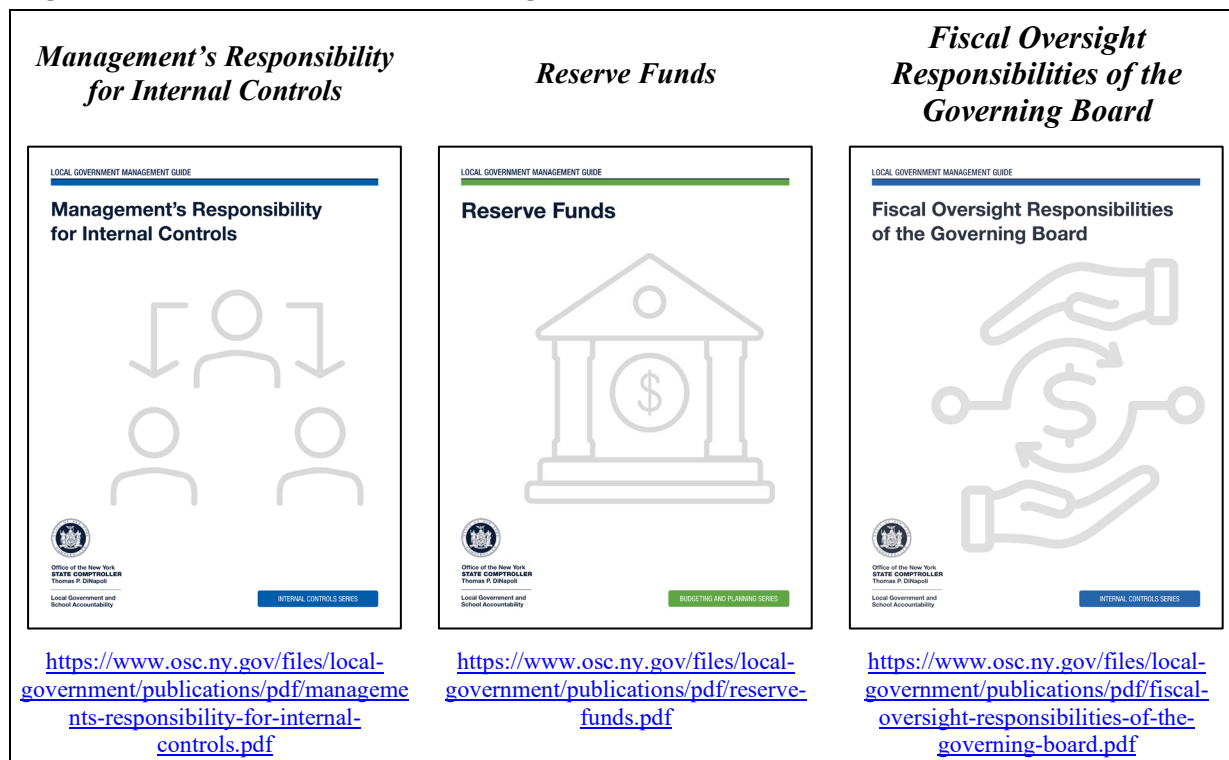 Management’s Responsibility
for Internal Controls
LOCAL GOVERNMENT MANAGEMENT GUIDE
Management’s Responsibility
for Internal Controls
Office of the New York
STATE COMPTROLLER
Thomas P. DiNapoli
Local Government and
School Accountability
INTERNAL CONTROLS SERIES
https://www.osc.ny.gov/files/local-
government/publications/pdf/manageme
nts-responsibility-for-internal-
controls.pdf
Reserve Funds
LOCAL GOVERNMENT MANAGEMENT GUIDE
Reserve Funds
$
Office of the New York
STATE COMPTROLLER
Thomas P. DiNapoli
Local Government and
School Accountability
BUDGETING AND PLANNING SERIES
https://www.osc.ny.gov/files/local-
government/publications/pdf/reserve-
funds.pdf
Fiscal Oversight
Responsibilities of the
Governing Board
LOCAL GOVERNMENT MANAGEMENT GUIDE
Fiscal Oversight Responsibilities
of the Governing Board
$
Office of the New York
STATE COMPTROLLER
Thomas P. DiNapoli
Local Government and
School Accountability
INTERNAL CONTROLS SERIES
https://www.osc.ny.gov/files/local-
government/publications/pdf/fiscal-
oversight-responsibilities-of-the-
governing-board.pdf